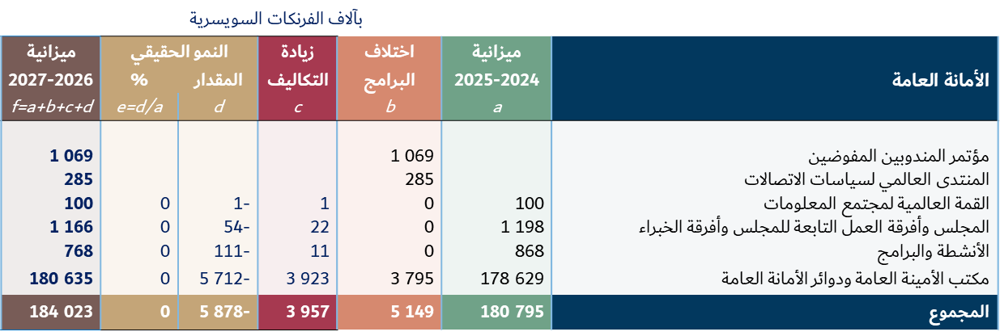 بآلاف الفرنكات السويسرية
الأمانة العامة ميزانية 2025-2024 a اختلاف البرامج b زيادة التكاليف c النمو الحقيقي المقدار d % e=d/a ميزانية 2027-2026 f=a+b+c+d
مؤتمر المندوبين المفوضين 1 069 1 069
المنتدى العالمي لسياسات الاتصالات 285 285
القمة العالمية لمجتمع المعلومات 100 0 1 1- 0 100
المجلس وأفرقة العمل التابعة للمجلس وأفرقة الخبراء 1 198 0 22 54- 0 1 166
الأنشطة والبرامج 868 0 11 111- 0 768
مكتب الأمينة العامة ودوائر الأمانة العامة 178 629 3 795 3 923 5 712- 0 180 635
المجموع 180 795 5 149 3 957 5 878- 0 184 023